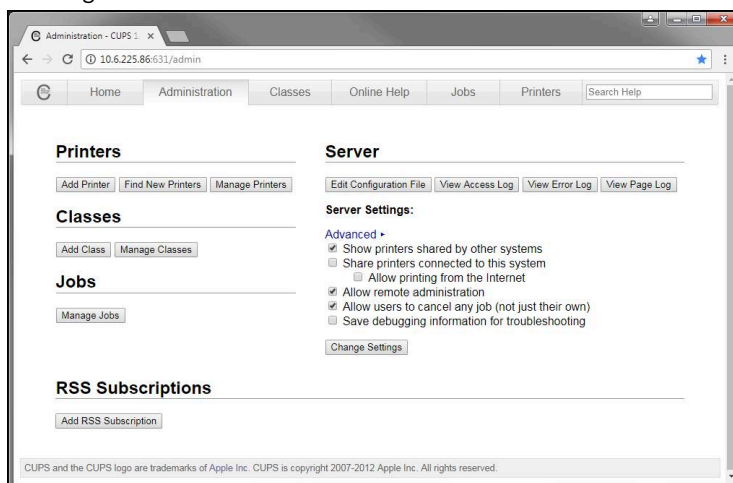 Administration - CUPS 1
10.6.225.86:631/admin
Home Administration Classes Online Help Jobs Printers Search Help
Printers
Add Printer Find New Printers Manage Printers
Classes
Add Class Manage Classes
Jobs
Manage Jobs
Server
Edit Configuration File View Access Log View Error Log View Page Log
Server Settings:
Advanced
Show printers shared by other systems
Share printers connected to this system
Allow printing from the Internet
Allow remote administration
Allow users to cancel any job (not just their own)
Save debugging information for troubleshooting
Change Settings
RSS Subscriptions
Add RSS Subscription
CUPS and the CUPS logo are trademarks of Apple Inc. CUPS is copyright 2007-2012 Apple Inc. All rights reserved.